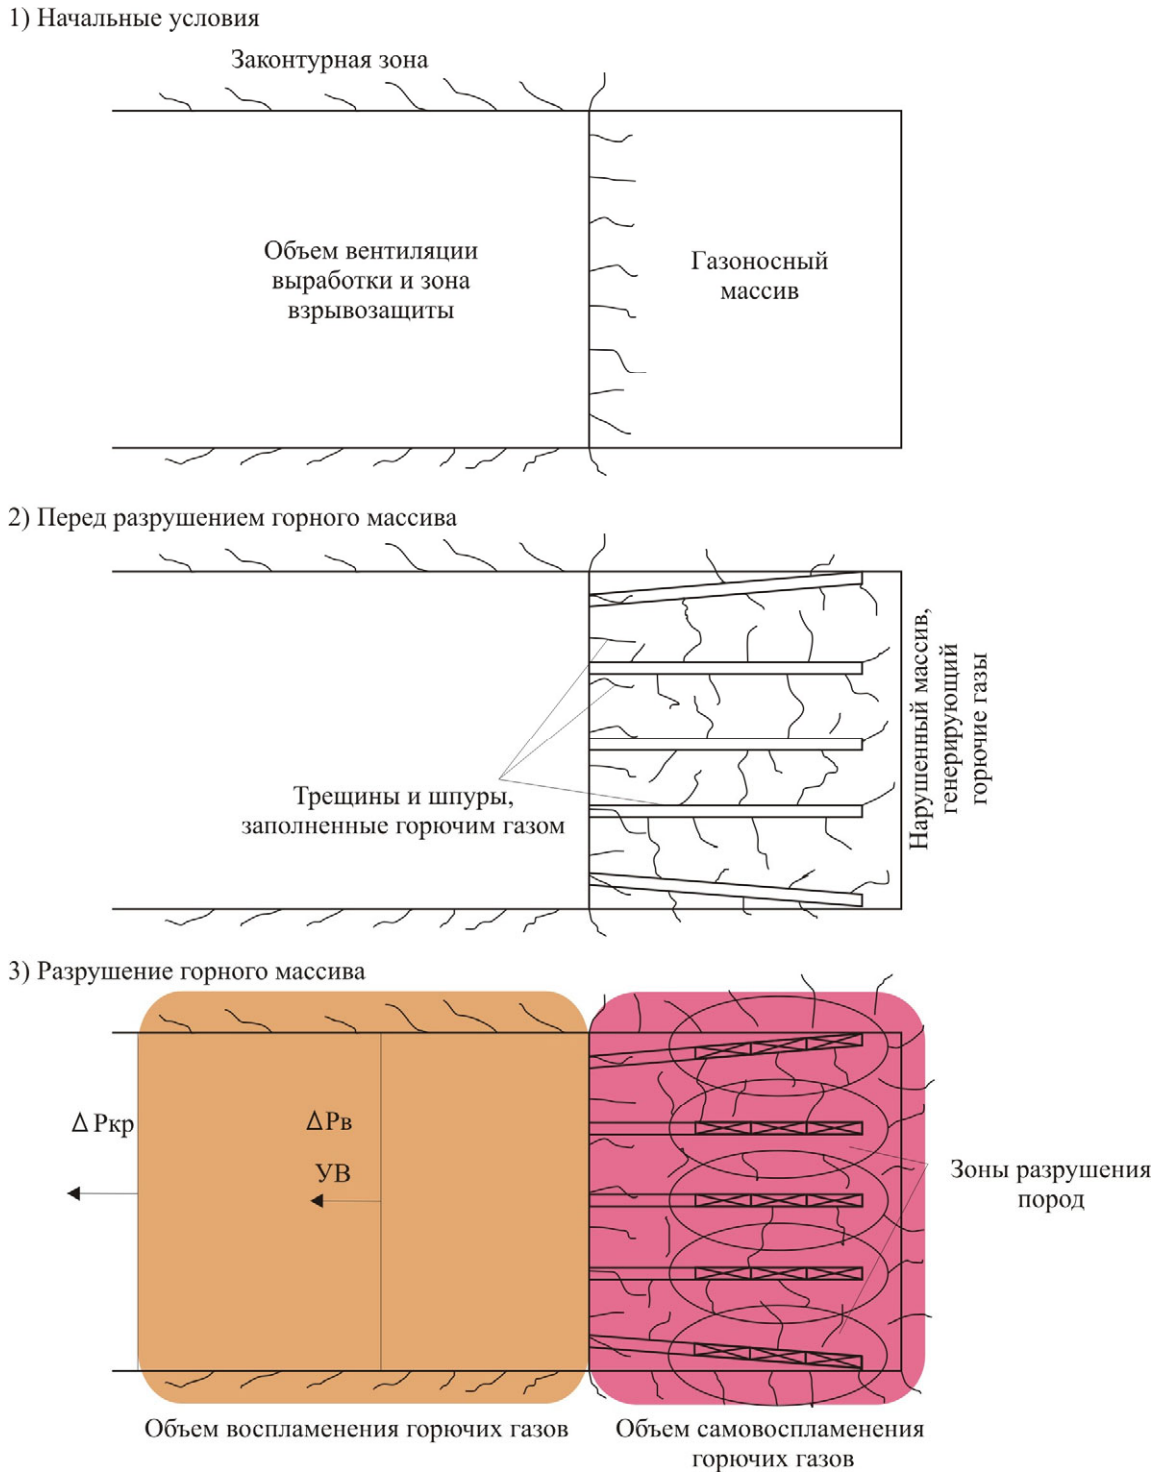 1) Начальные условия
Законтурная зона
Объем вентиляции
выработки и зона
взрывозащиты
Газоносный
массив
2) Перед разрушением горного массива
Трещины и шпуры,
заполненные горючим газом
Нарушенный массив,
генерирующий
горючие газы
3) Разрушение горного массива
Δ Ркр
ΔРв
УВ
Зоны разрушения
пород
Объем воспламенения горючих газов
Объем самовоспламенения
горючих газов